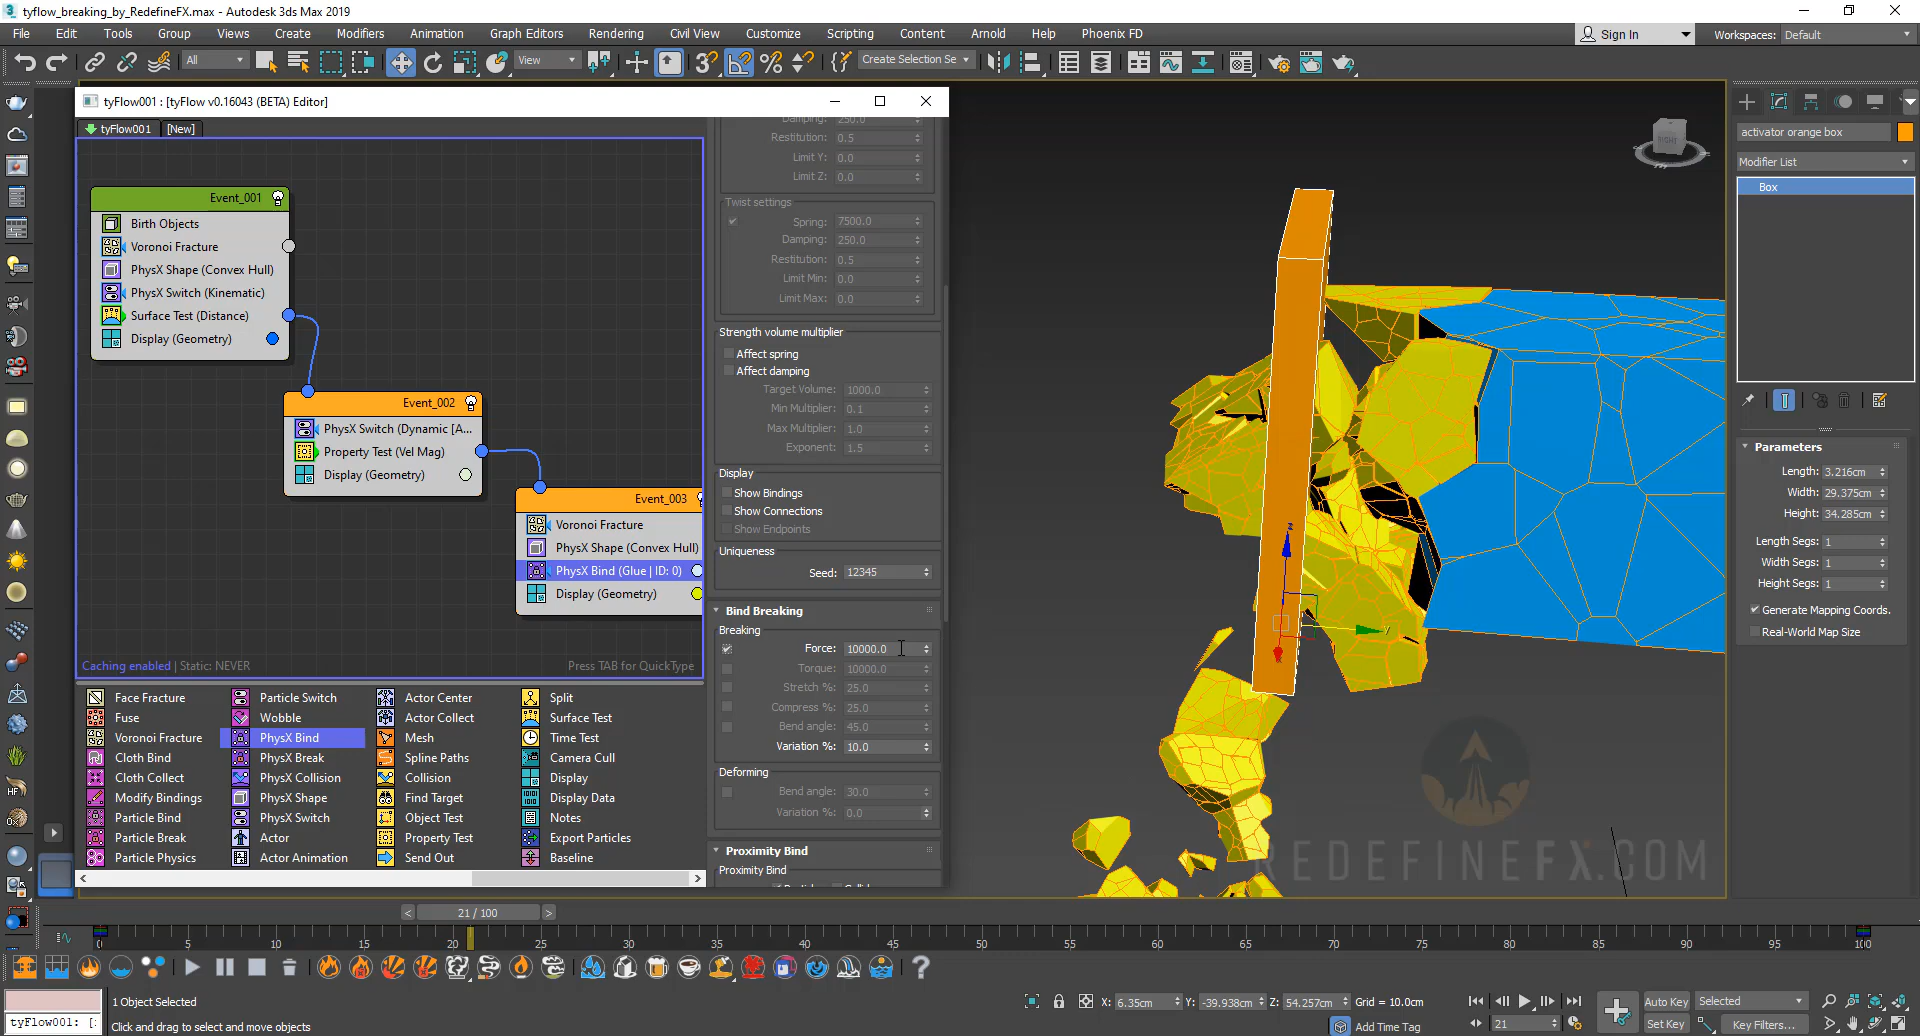 tyflow_breaking_by_RedefineFX.max - Autodesk 3ds Max 2019
File Edit Tools Group Views Create Modifiers Animation Graph Editors Rendering Civil View Customize Scripting Content Arnold Help Phoenix FD
Sign In Workspaces: Default
All View Create Selection Se
tyFlow001 : [tyFlow v0.16043 (BETA) Editor]
tyFlow001 [New]
Event_001
Birth Objects
Voronoi Fracture
PhysX Shape (Convex Hull)
PhysX Switch (Kinematic)
Surface Test (Distance)
Display (Geometry)
Event_002
PhysX Switch (Dynamic [A...
Property Test (Vel Mag)
Display (Geometry)
Event_003
Voronoi Fracture
PhysX Shape (Convex Hull)
PhysX Bind (Glue | ID: 0)
Display (Geometry)
Caching enabled | Static: NEVER
Press TAB for QuickType
Damping: 250.0
Restitution: 0.5
Limit Y: 0.0
Limit Z: 0.0
Twist settings
Spring: 7500.0
Damping: 250.0
Restitution: 0.5
Limit Min: 0.0
Limit Max: 0.0
Strength volume multiplier
Affect spring
Affect damping
Target Volume: 1000.0
Min Multiplier: 0.1
Max Multiplier: 1.0
Exponent: 1.5
Display
Show Bindings
Show Connections
Show Endpoints
Uniqueness
Seed: 12345
Bind Breaking
Breaking
Force: 10000.0
Torque: 10000.0
Stretch %: 25.0
Compress %: 25.0
Bend angle: 45.0
Variation %: 10.0
Deforming
Bend angle: 30.0
Variation %: 0.0
Proximity Bind
Proximity Bind
Face Fracture Particle Switch Actor Center Split
Fuse Wobble Actor Collect Surface Test
Voronoi Fracture PhysX Bind Mesh Time Test
Cloth Bind PhysX Break Spline Paths Camera Cull
Cloth Collect PhysX Collision Collision Display
Modify Bindings PhysX Shape Find Target Display Data
Particle Bind PhysX Switch Object Test Notes
Particle Break Actor Property Test Export Particles
Particle Physics Actor Animation Send Out Baseline
RIGHT
z
y
REDEFINEFX.COM
activator orange box
Modifier List
Box
Parameters
Length: 3.216cm
Width: 29.375cm
Height: 34.285cm
Length Segs: 1
Width Segs: 1
Height Segs: 1
Generate Mapping Coords.
Real-World Map Size
HF
< 21 / 100 >
0 5 10 15 20 25 30 35 40 45 50 55 60 65 70 75 80 85 90 95 100
1 Object Selected
X: 6.35cm Y: -39.938cm Z: 54.257cm Grid = 10.0cm
Auto Key Selected
tyFlow001: [:
Click and drag to select and move objects
Add Time Tag
21
Set Key Key Filters...